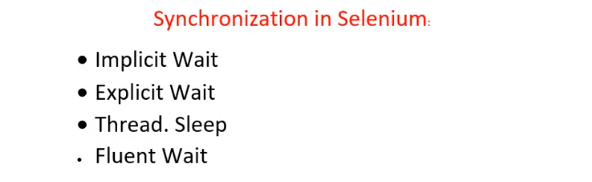 Synchronization in Selenium:
• Implicit Wait
• Explicit Wait
• Thread. Sleep
• Fluent Wait